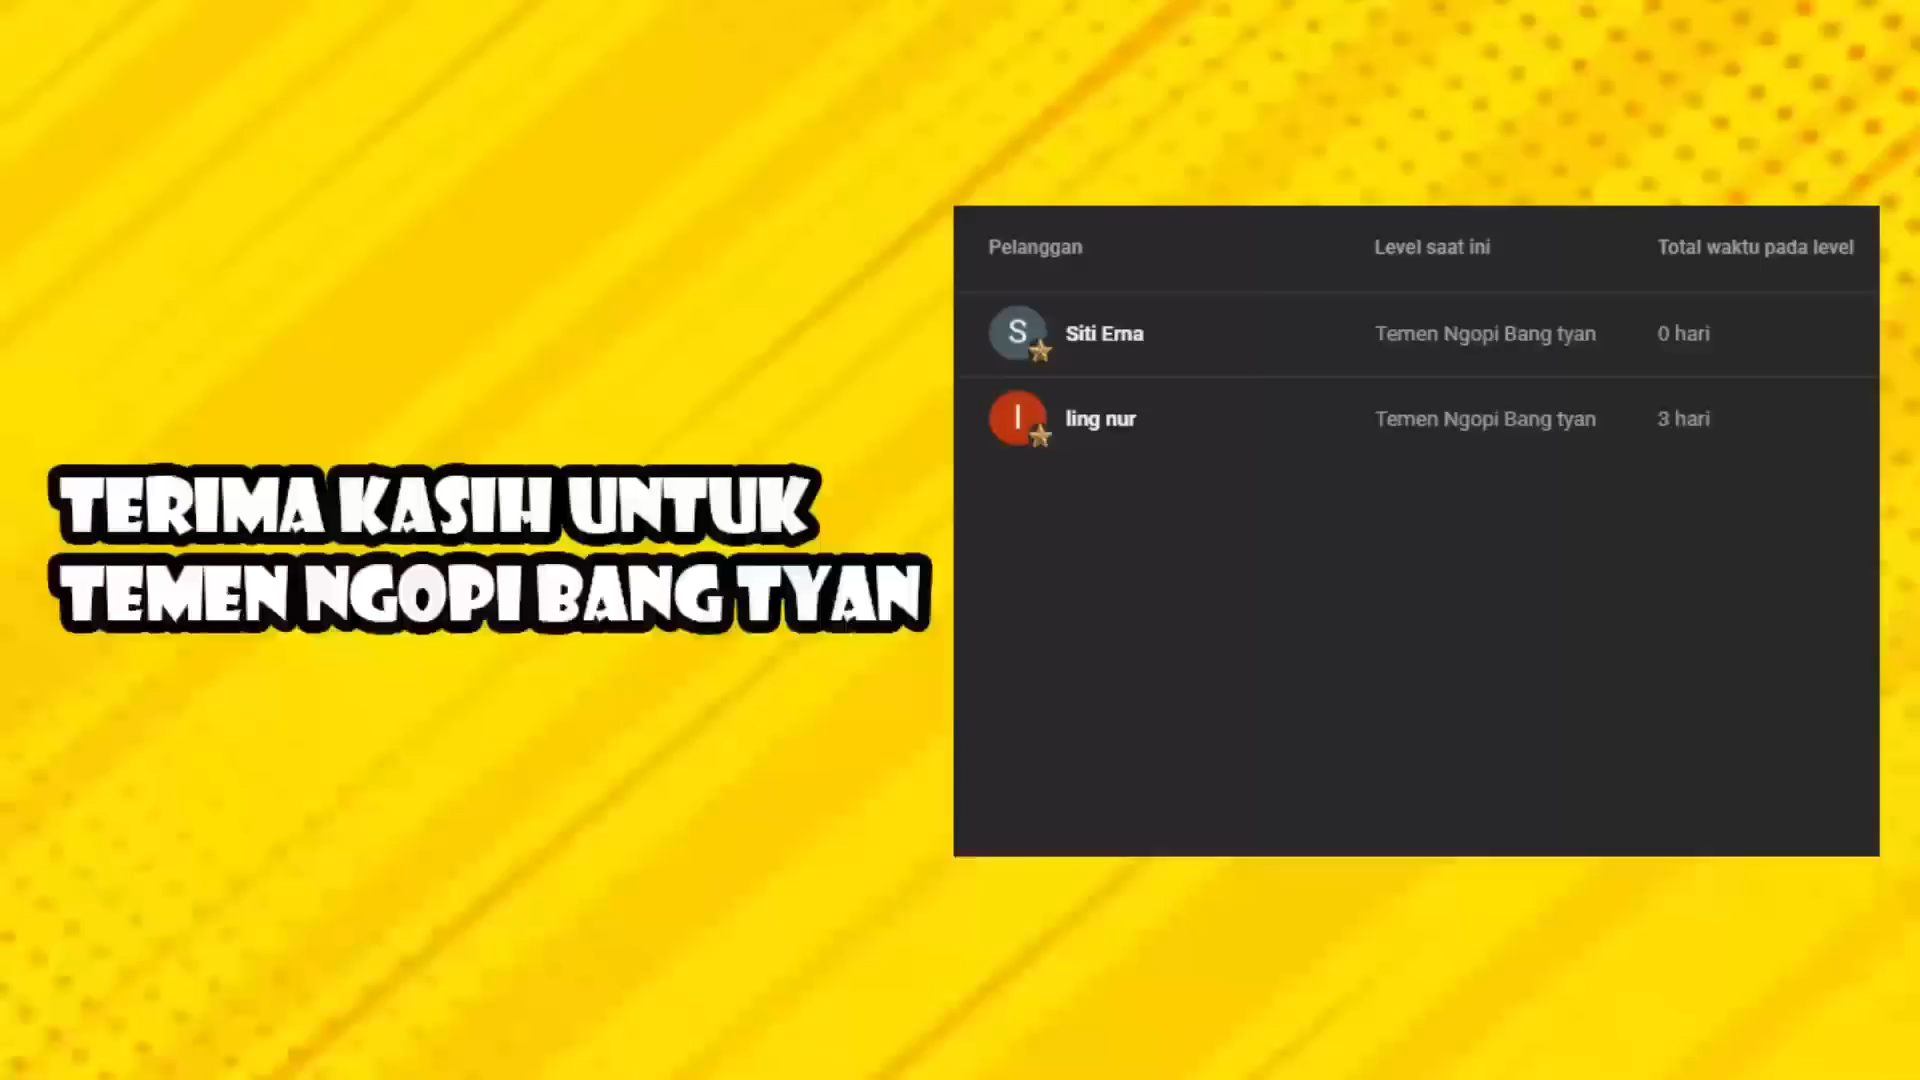 TERIMA KASIH UNTUK
TEMEN NGOPI BANG TYAN
Pelanggan Level saat ini Total waktu pada level
S Siti Erna Temen Ngopi Bang tyan 0 hari
I Iing nur Temen Ngopi Bang tyan 3 hari